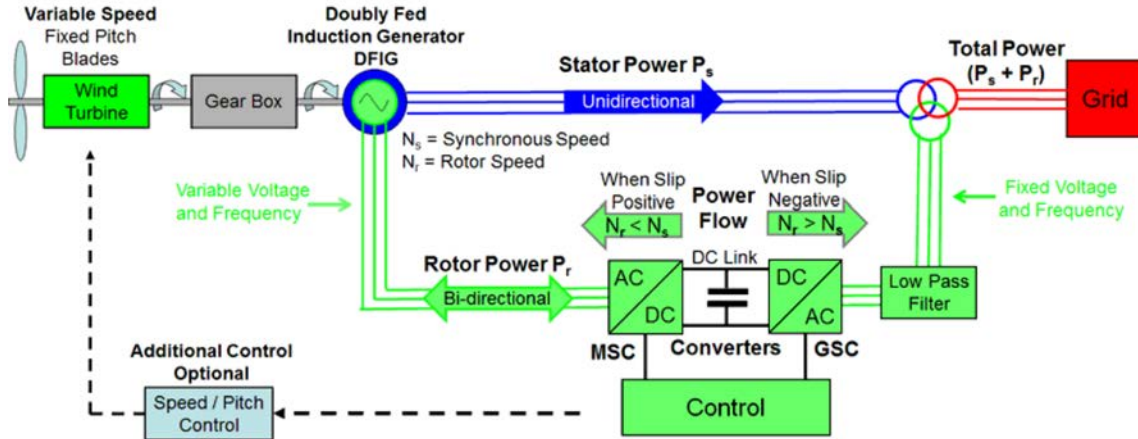 Variable Speed
Fixed Pitch
Blades
Wind
Turbine
Gear Box
Doubly Fed
Induction Generator
DFIG
Stator Power Ps
Unidirectional
Ns = Synchronous Speed
Nr = Rotor Speed
Total Power
(Ps + Pr)
Grid
Variable Voltage
and Frequency
When Slip
Positive
Nr < Ns
Power
Flow
When Slip
Negative
Nr > Ns
Fixed Voltage
and Frequency
Rotor Power Pr
Bi-directional
AC
DC
DC Link
DC
AC
Low Pass
Filter
MSC
Converters
GSC
Control
Additional Control
Optional
Speed / Pitch
Control